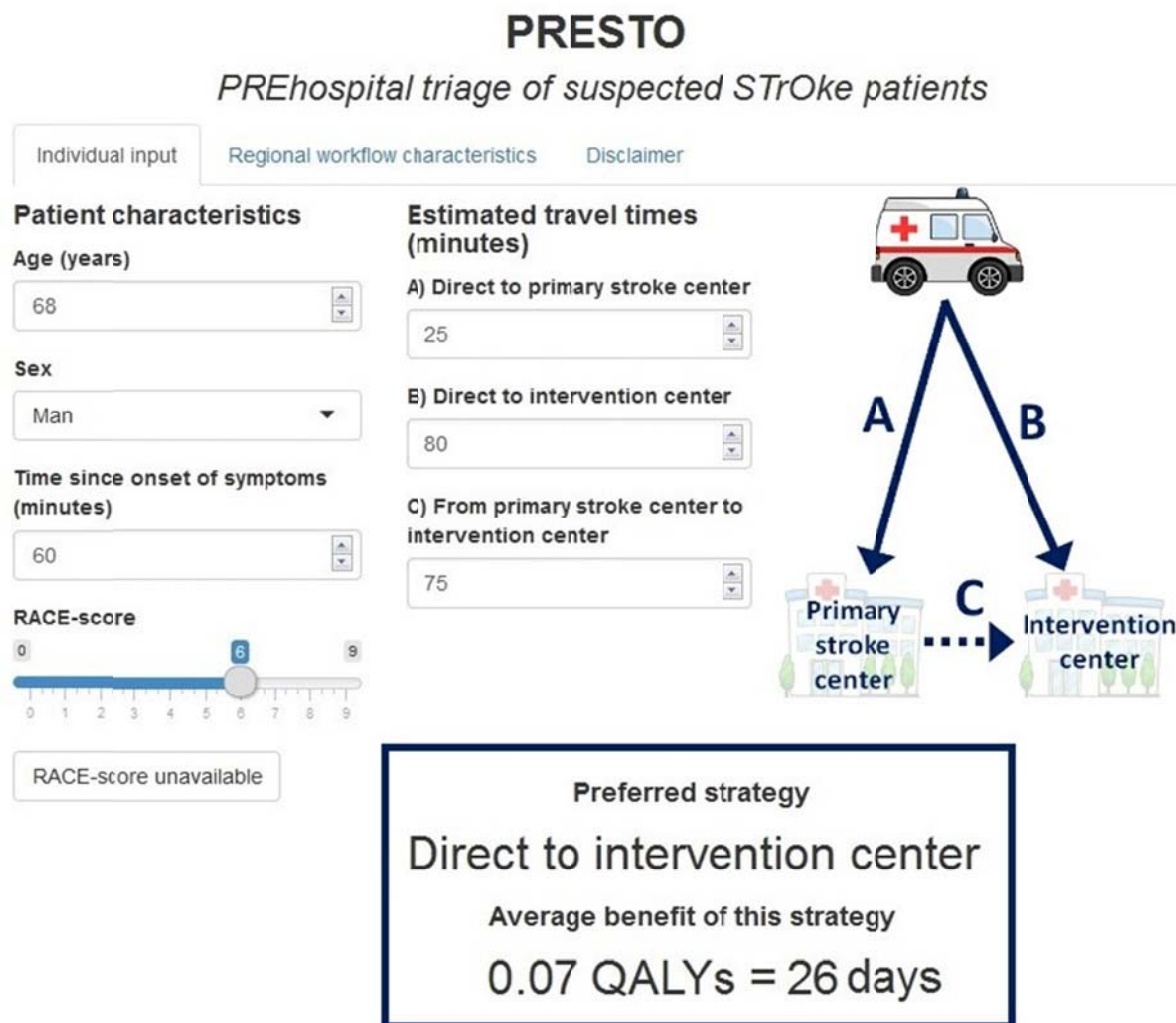 PRESTO
PREhospital triage of suspected STrOke patients
Individual input
Regional workflow characteristics
Disclaimer
Patient characteristics
Age (years)
68
Sex
Man
Time since onset of symptoms
(minutes)
60
RACE-score
0
6
9
0 1 2 3 4 5 6 7 8 9
RACE-score unavailable
Estimated travel times
(minutes)
A) Direct to primary stroke center
25
E) Direct to intervention center
80
C) From primary stroke center to
intervention center
75
A
B
C
Primary
stroke
center
Intervention
center
Preferred strategy
Direct to intervention center
Average benefit of this strategy
0.07 QALYs = 26 days